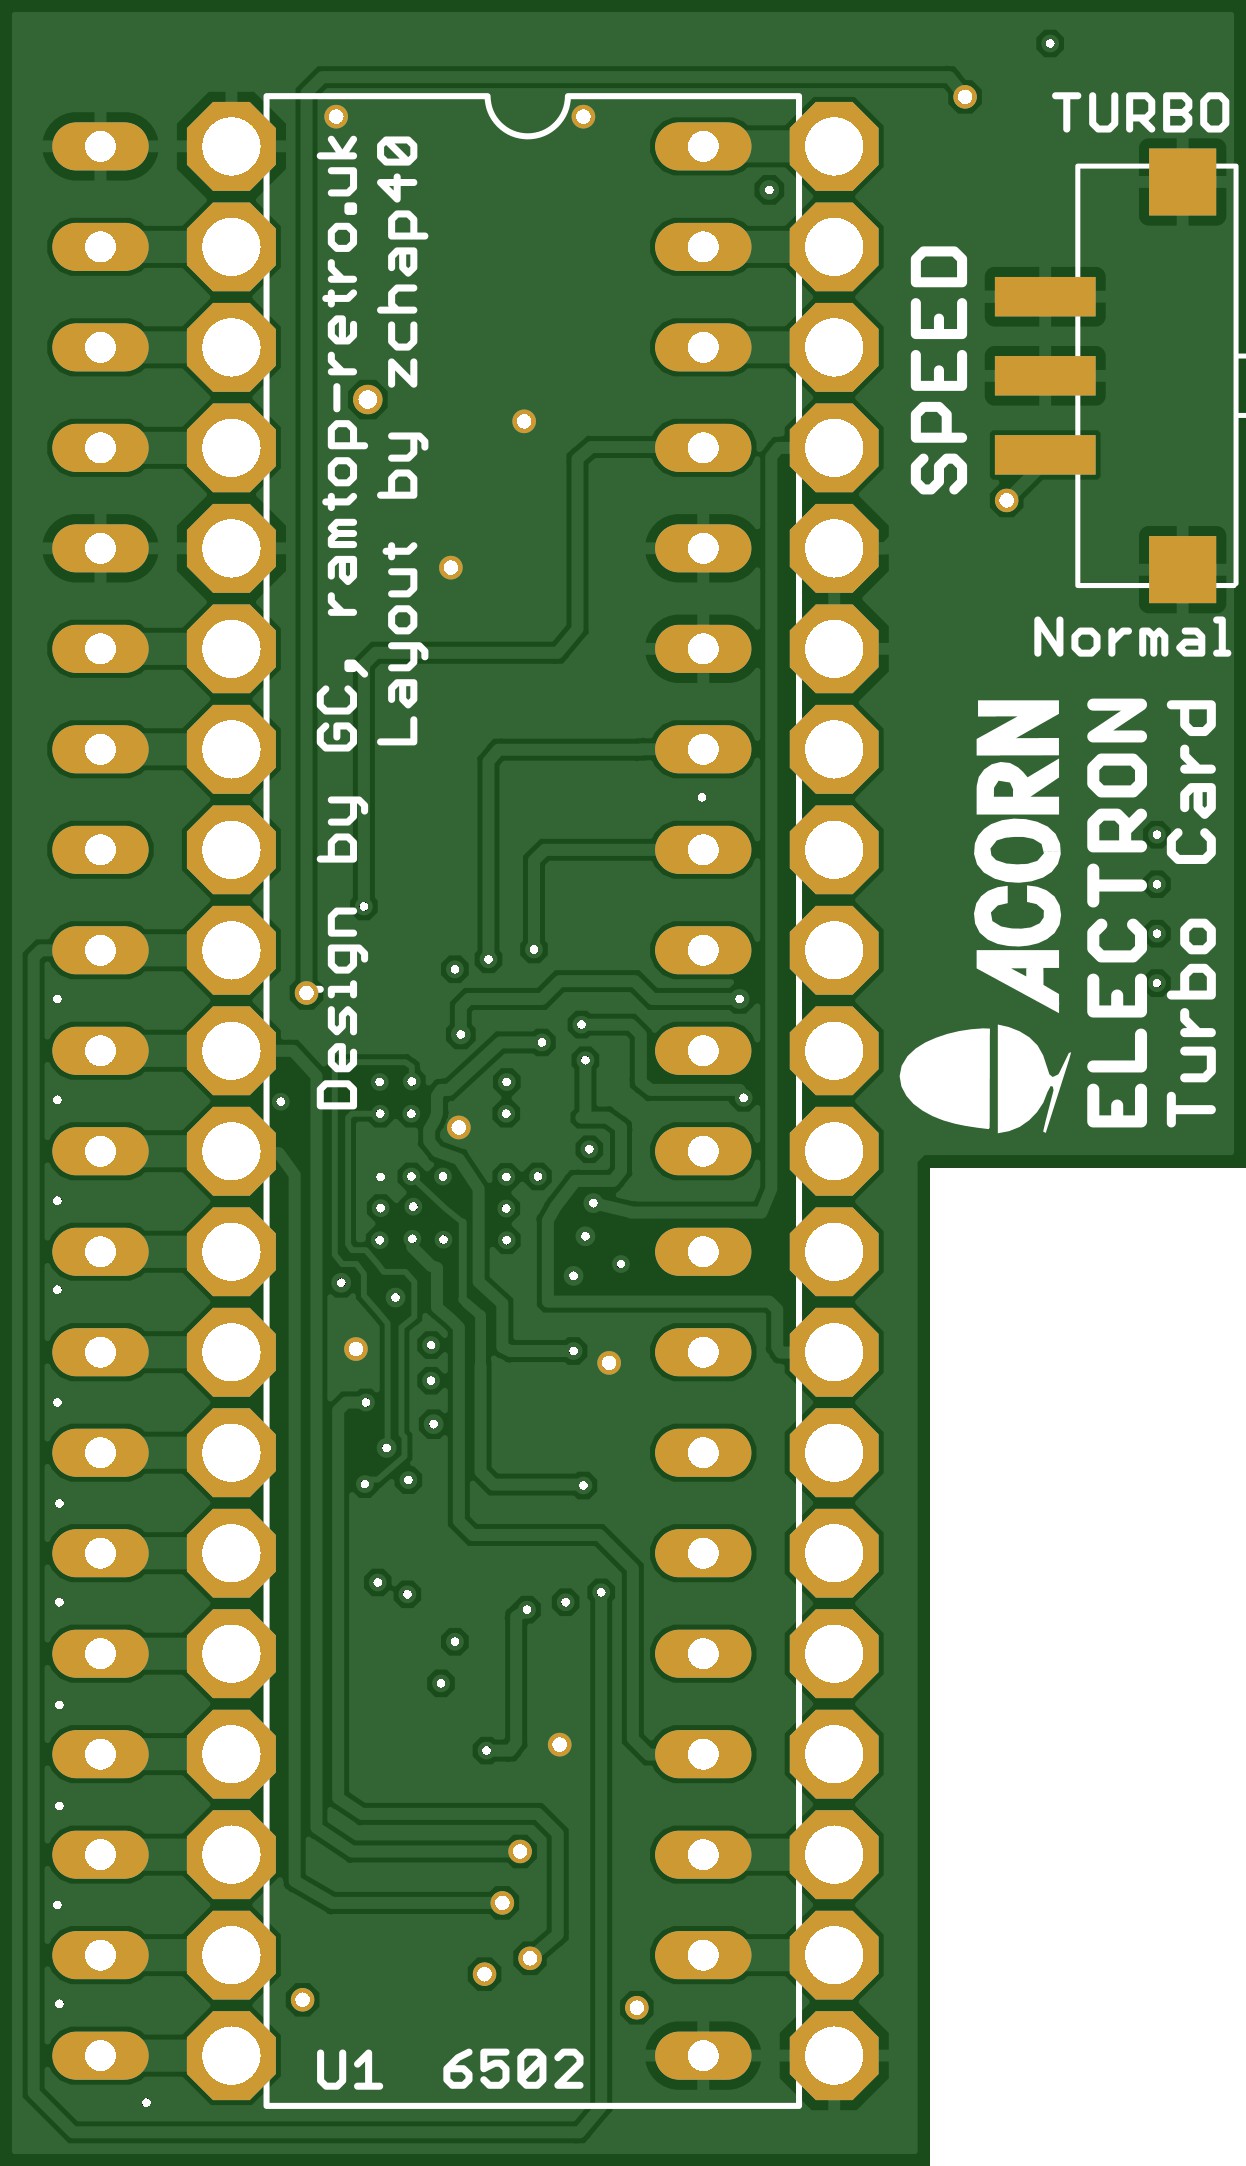 TURBO
SPEED
Normal
Design by GC, ramtop-retro.uk
Layout by zchap40
ACORN
ELECTRON
Turbo Card
U1 6502